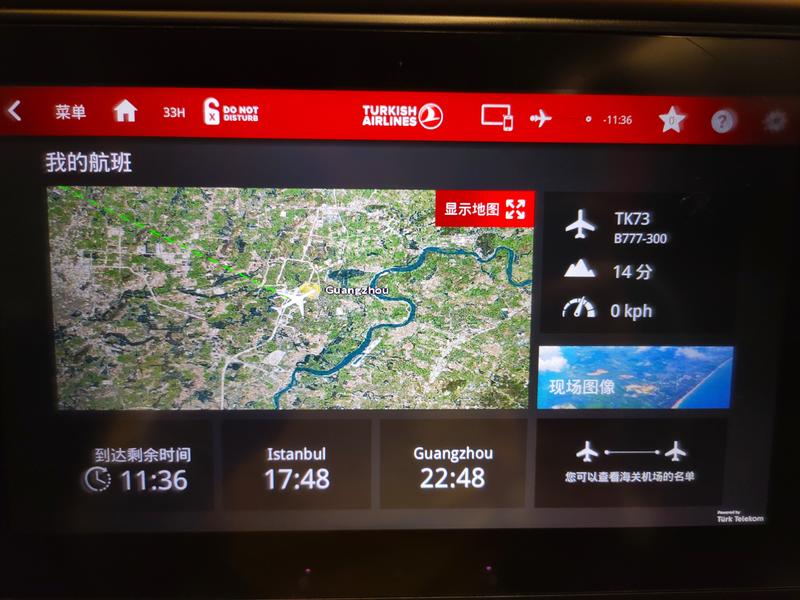 菜单
33H
DO NOT
DISTURB
TURKISH
AIRLINES
-11:36
?
我的航班
显示地图
Guangzhou
TK73
B777-300
14 分
0 kph
现场图像
到达剩余时间
11:36
Istanbul
17:48
Guangzhou
22:48
您可以查看海关机场的名单
Powered by
Türk Telekom